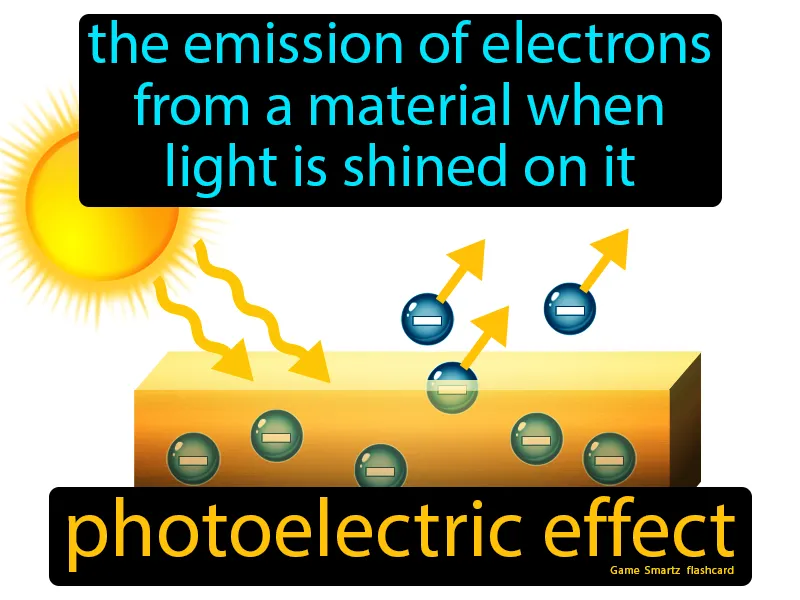 the emission of electrons
from a material when
light is shined on it
photoelectric effect
Game Smartz flashcard